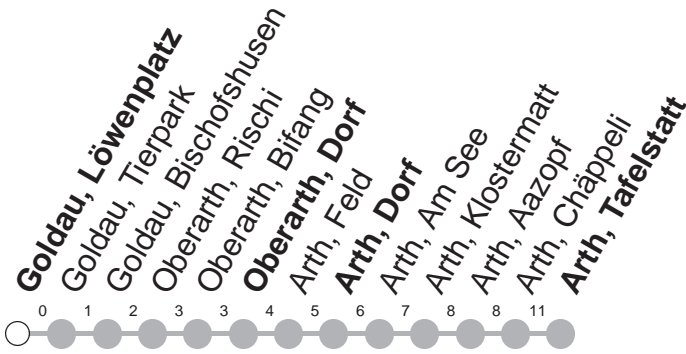 Goldau, Löwenplatz
Goldau, Tierpark
Goldau, Bischofshusen
Oberarth, Rischi
Oberarth, Bifang
Oberarth, Dorf
Arth, Feld
Arth, Dorf
Arth, Am See
Arth, Klostermatt
Arth, Aazopf
Arth, Chäppeli
Arth, Tafelstatt
0 1 2 3 3 4 5 6 7 8 8 11